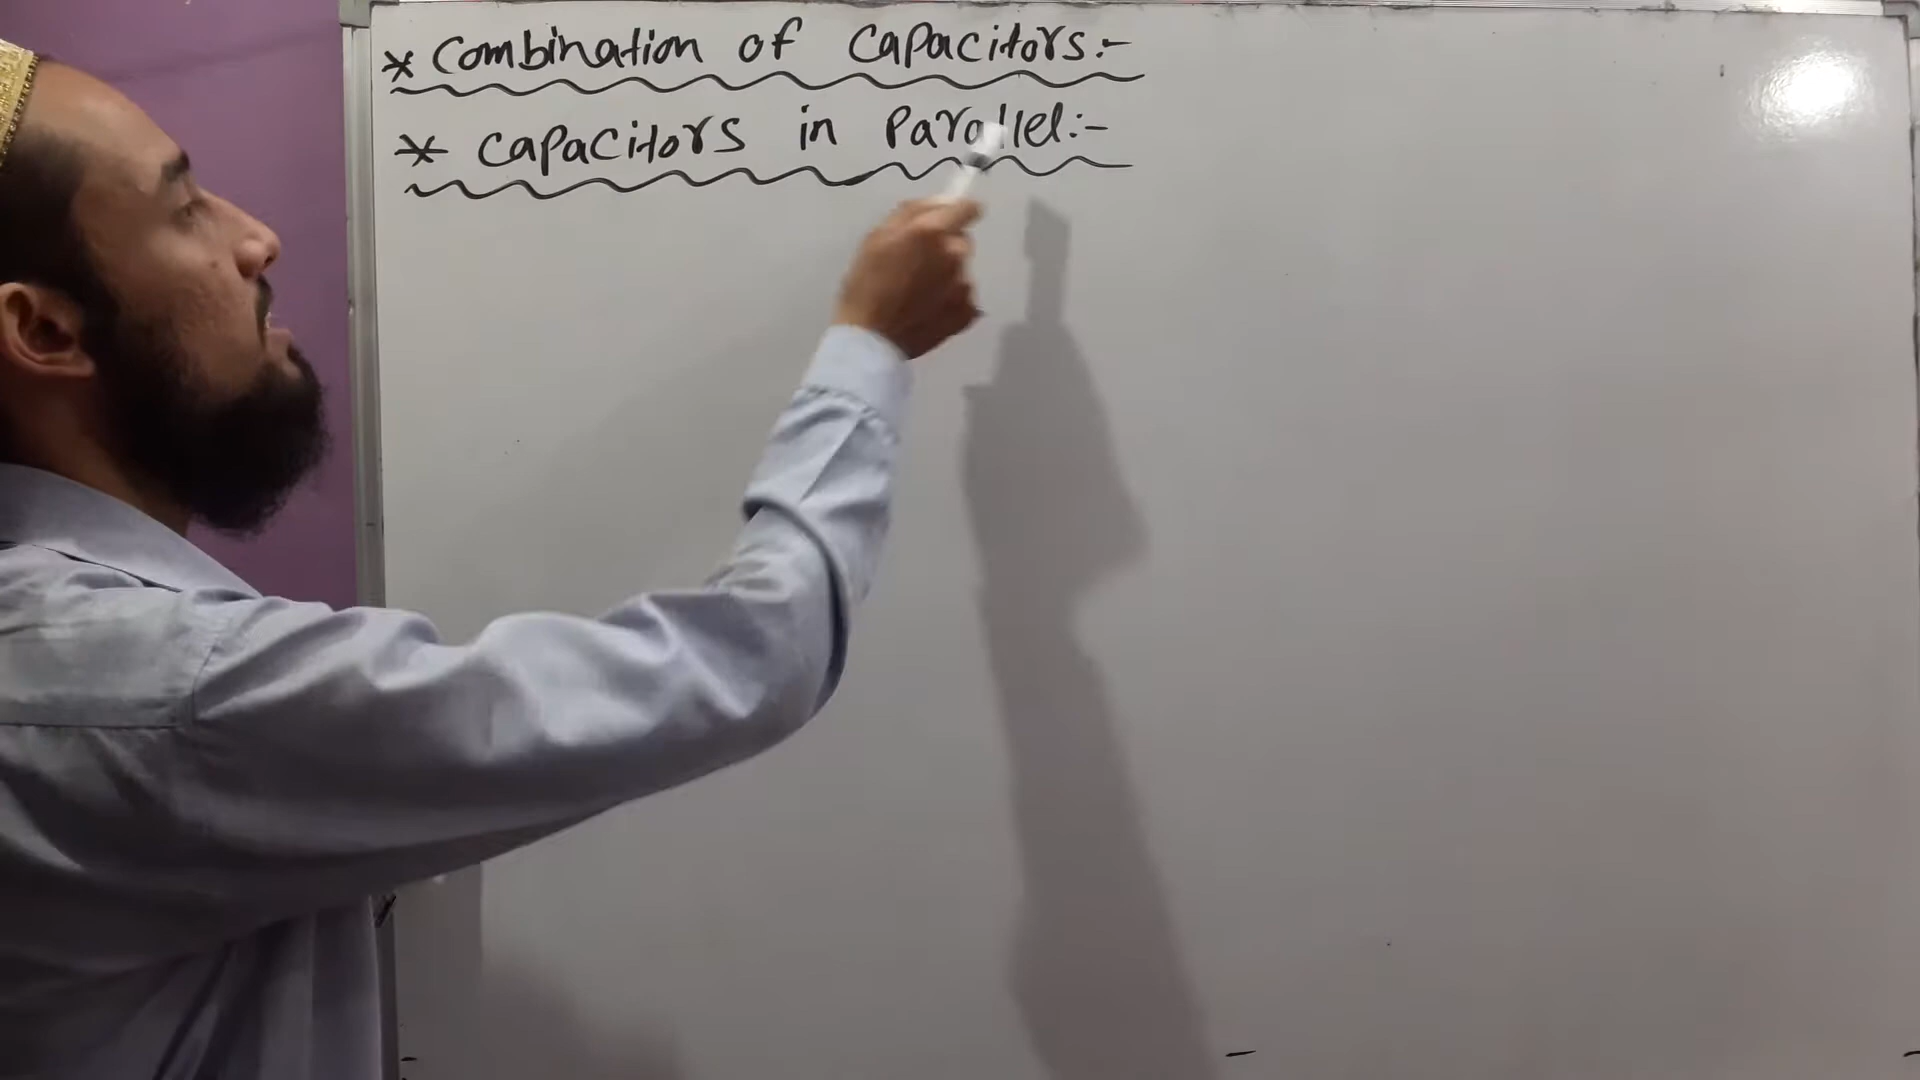 * Combination of Capacitors:-
* Capacitors in Parallel:-